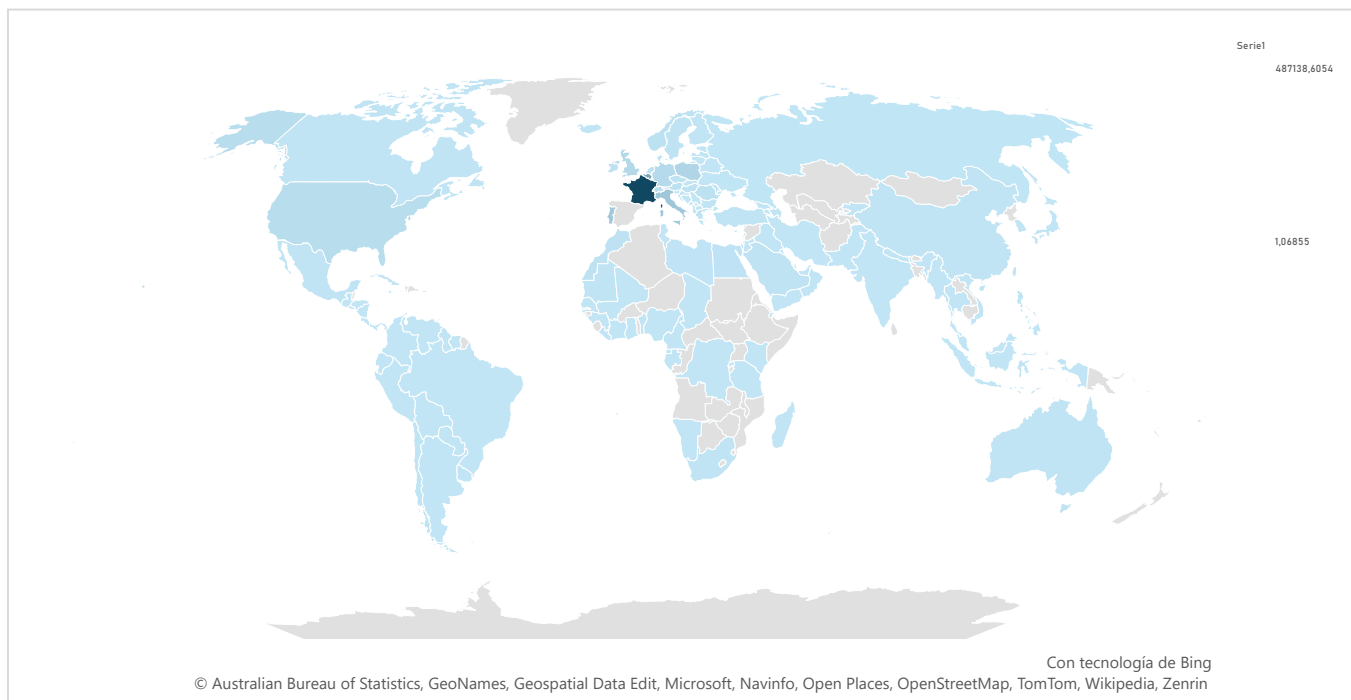 Serie1
487138,6054
1,06855
Con tecnología de Bing
© Australian Bureau of Statistics, GeoNames, Geospatial Data Edit, Microsoft, Navinfo, Open Places, OpenStreetMap, TomTom, Wikipedia, Zenrin